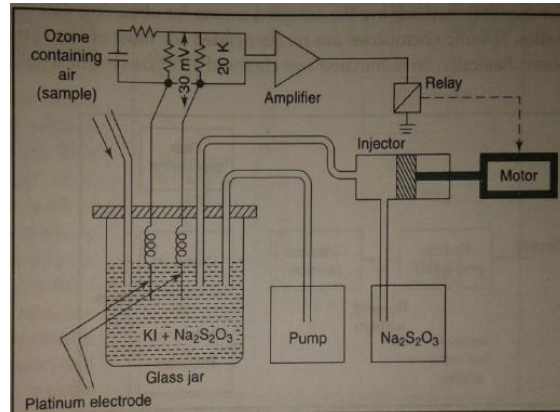 Ozone
containing
air
(sample)
30 mV
20 K
Amplifier
Relay
Injector
Motor
KI + Na₂S₂O₃
Pump
Na₂S₂O₃
Glass jar
Platinum electrode